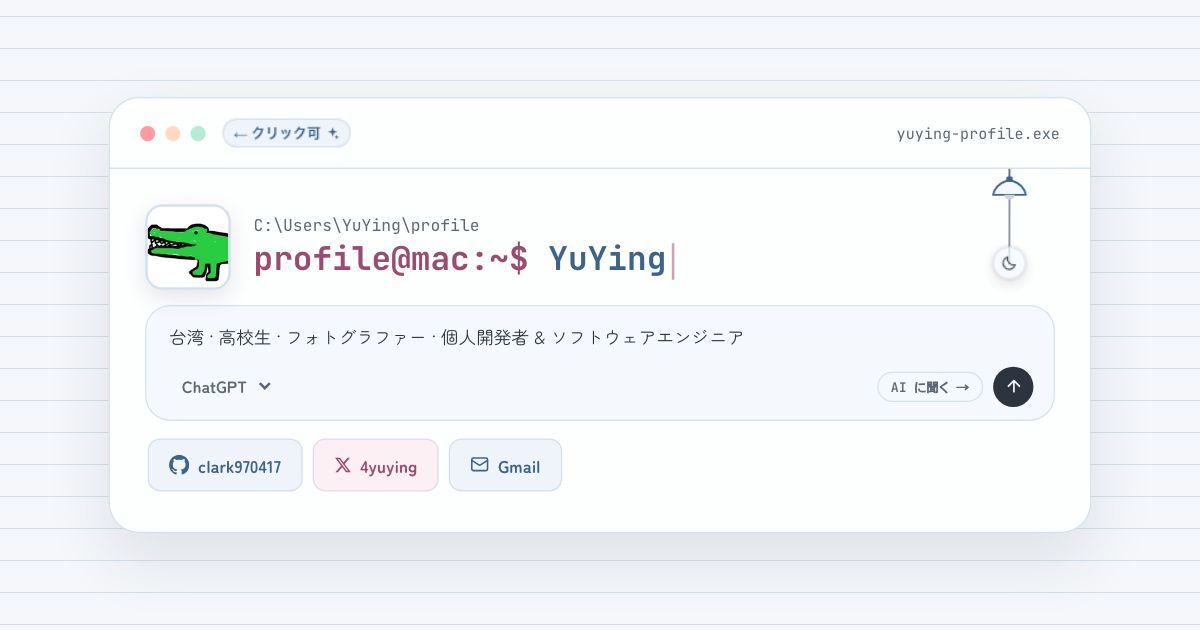 ← クリック可
yuying-profile.exe
C:\Users\YuYing\profile
profile@mac:~$ YuYing
台湾 · 高校生 · フォトグラファー · 個人開発者 & ソフトウェアエンジニア
ChatGPT
AI に聞く →
clark970417
4yuying
Gmail